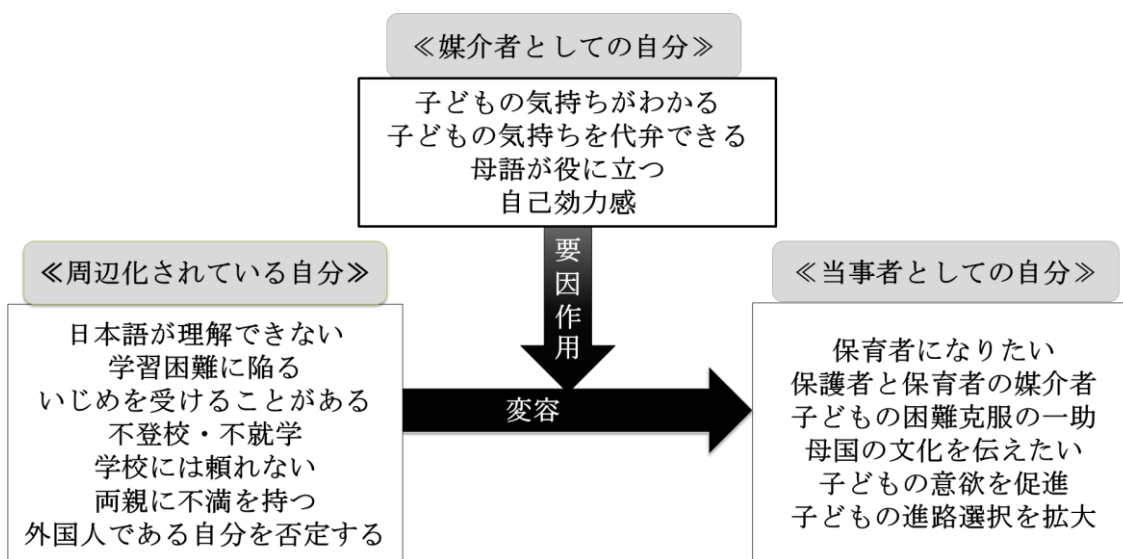 ≪媒介者としての自分≫
子どもの気持ちがわかる
子どもの気持ちを代弁できる
母語が役に立つ
自己効力感
要因作用
≪周辺化されている自分≫
日本語が理解できない
学習困難に陥る
いじめを受けることがある
不登校・不就学
学校には頼れない
両親に不満を持つ
外国人である自分を否定する
変容
≪当事者としての自分≫
保育者になりたい
保護者と保育者の媒介者
子どもの困難克服の一助
母国の文化を伝えたい
子どもの意欲を促進
子どもの進路選択を拡大